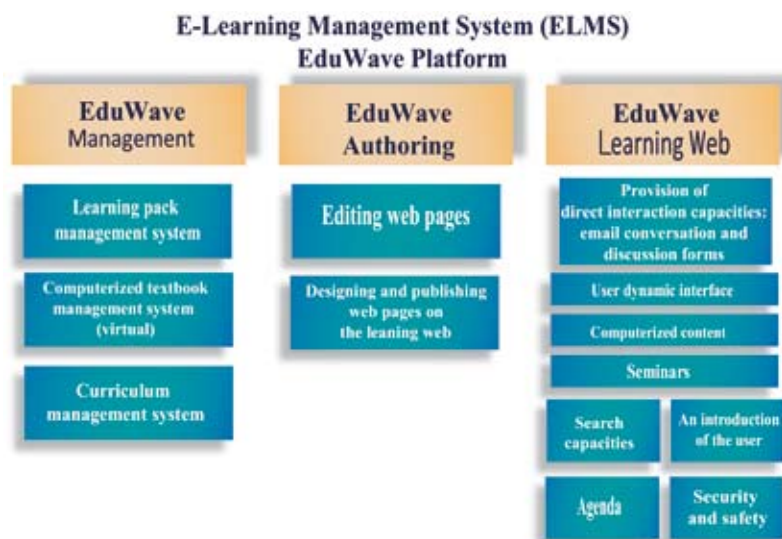 E-Learning Management System (ELMS)
EduWave Platform
EduWave
Management
Learning pack
management system
Computerized textbook
management system
(virtual)
Curriculum
management system
EduWave
Authoring
Editing web pages
Designing and publishing
web pages on
the leaning web
EduWave
Learning Web
Provision of
direct interaction capacities:
email conversation and
discussion forms
User dynamic interface
Computerized content
Seminars
Search
capacities
An introduction
of the user
Agenda
Security
and safety